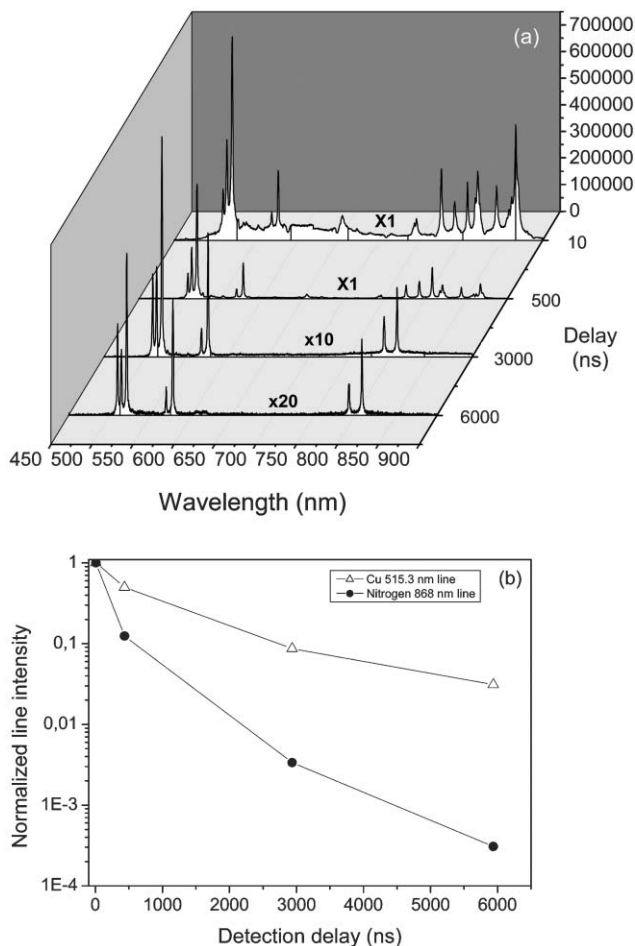 (a)
700000
600000
500000
400000
300000
200000
100000
0
X1
10
X1
500
x10
3000
Delay
(ns)
x20
6000
450 500 550 600 650 700 750 800 850 900
Wavelength (nm)
(b)
Cu 515.3 nm line
Nitrogen 868 nm line
1
0,1
0,01
1E-3
1E-4
Normalized line intensity
0 1000 2000 3000 4000 5000 6000
Detection delay (ns)